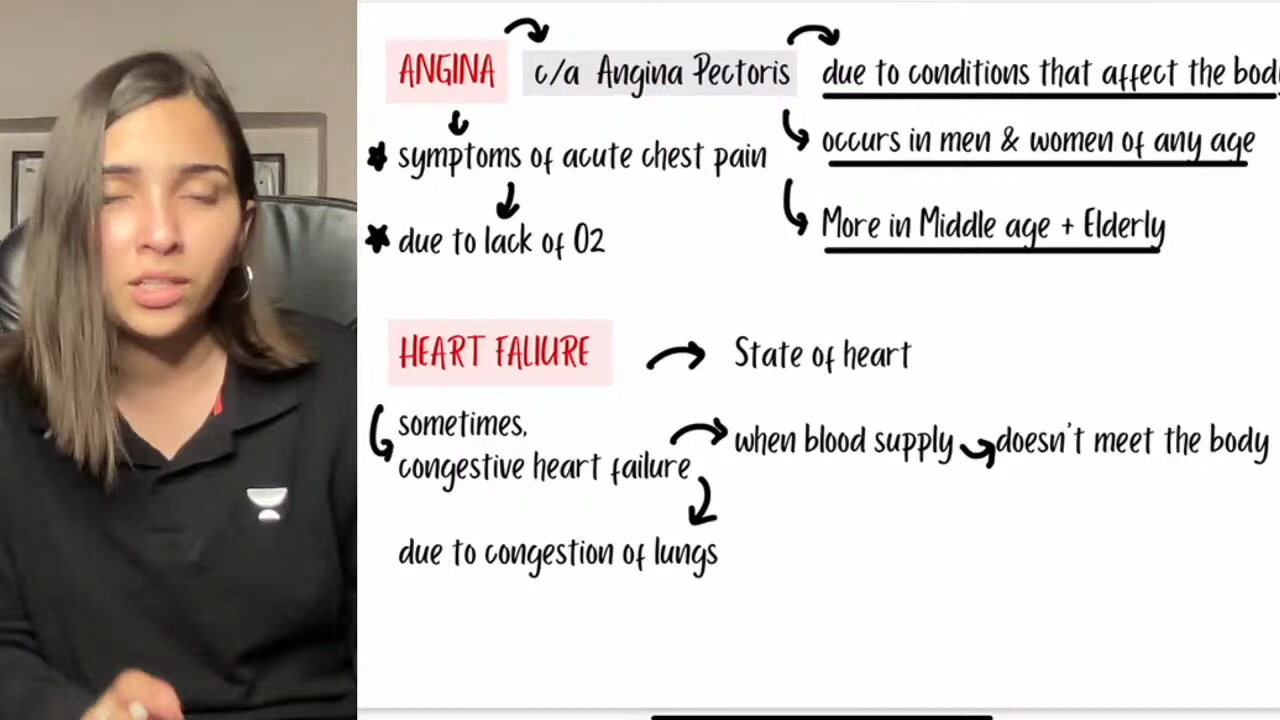 ANGINA c/a Angina Pectoris due to conditions that affect the
symptoms of acute chest pain
occurs in men & women of any age
due to lack of O2
More in Middle age + Elderly
HEART FALIURE State of heart
sometimes,
congestive heart failure
when blood supply doesn't meet the body
due to congestion of lungs